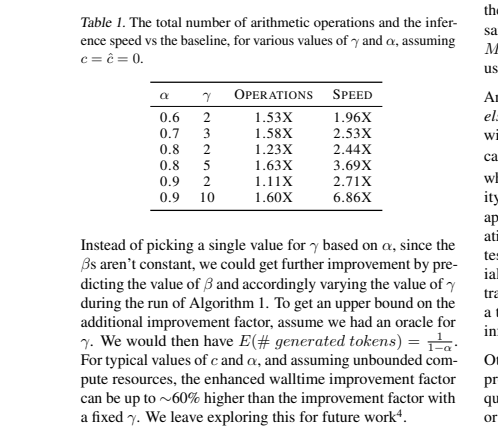 Table 1. The total number of arithmetic operations and the infer-
ence speed vs the baseline, for various values of γ and α, assuming
c = ĉ = 0.
α γ OPERATIONS SPEED
0.6 2 1.53X 1.96X
0.7 3 1.58X 2.53X
0.8 2 1.23X 2.44X
0.8 5 1.63X 3.69X
0.9 2 1.11X 2.71X
0.9 10 1.60X 6.86X
Instead of picking a single value for γ based on α, since the
βs aren't constant, we could get further improvement by pre-
dicting the value of β and accordingly varying the value of γ
during the run of Algorithm 1. To get an upper bound on the
additional improvement factor, assume we had an oracle for
γ. We would then have E(# generated tokens) = 1/(1−α).
For typical values of c and α, and assuming unbounded com-
pute resources, the enhanced walltime improvement factor
can be up to ∼60% higher than the improvement factor with
a fixed γ. We leave exploring this for future work⁴.